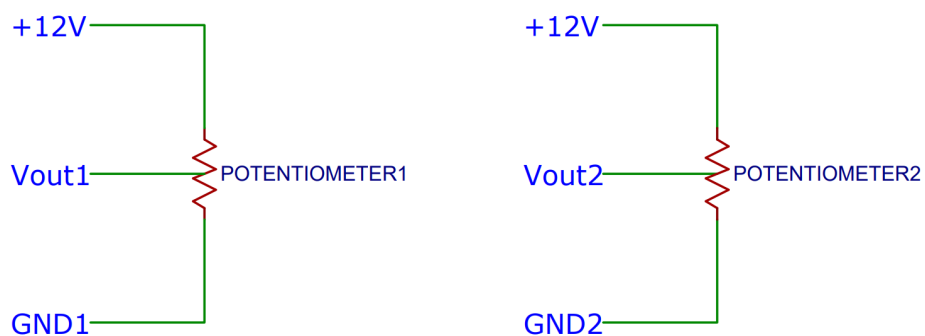 +12V
Vout1
POTENTIOMETER1
GND1
+12V
Vout2
POTENTIOMETER2
GND2